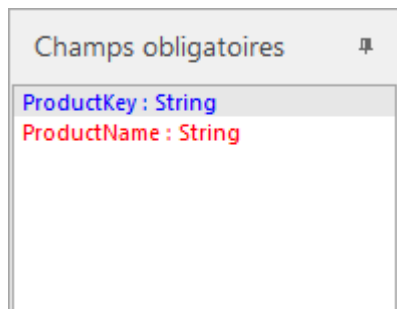 Champs obligatoires
ProductKey : String
ProductName : String